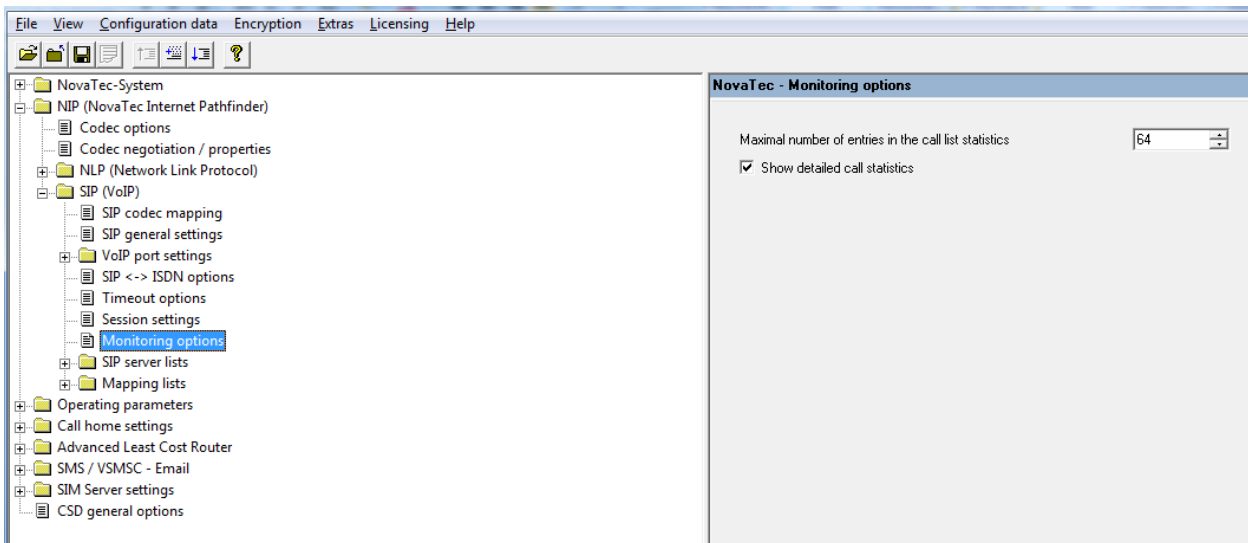 File View Configuration data Encryption Extras Licensing Help
NovaTec-System
NIP (NovaTec Internet Pathfinder)
Codec options
Codec negotiation / properties
NLP (Network Link Protocol)
SIP (VoIP)
SIP codec mapping
SIP general settings
VoIP port settings
SIP <-> ISDN options
Timeout options
Session settings
Monitoring options
SIP server lists
Mapping lists
Operating parameters
Call home settings
Advanced Least Cost Router
SMS / VSMSC - Email
SIM Server settings
CSD general options
NovaTec - Monitoring options
Maximal number of entries in the call list statistics 64
Show detailed call statistics